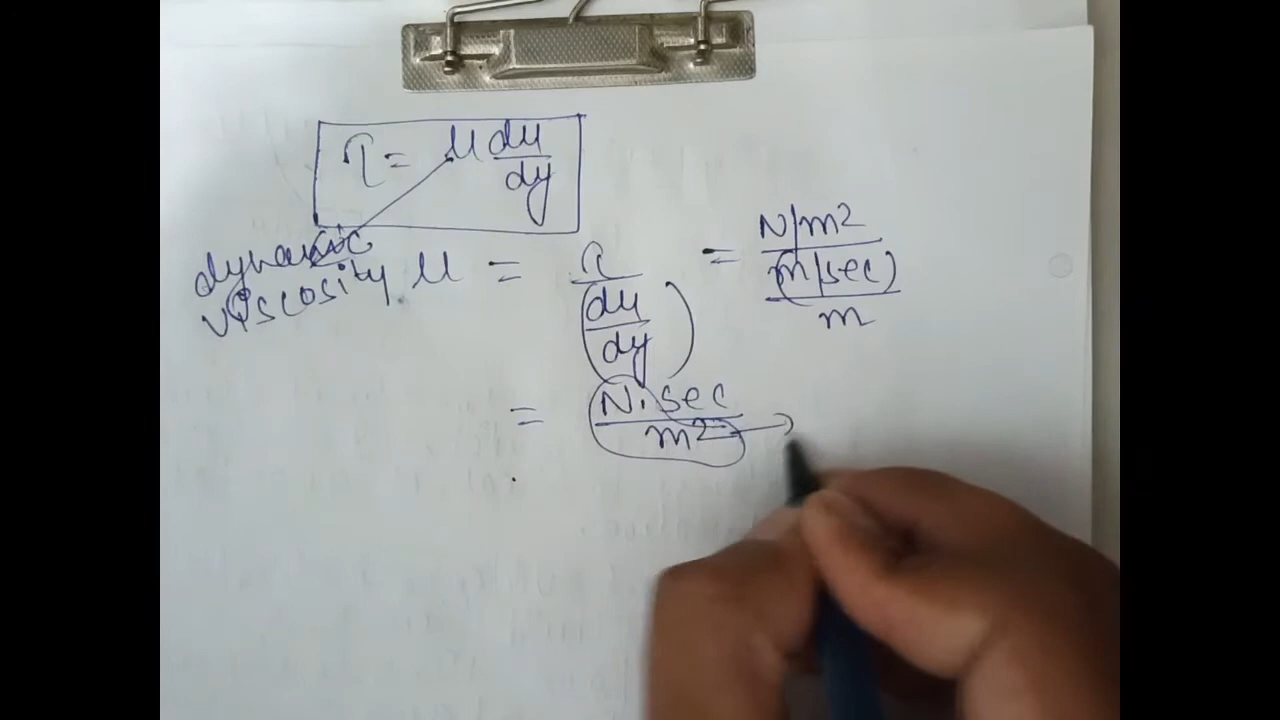 τ = μ du/dy
dynamic
viscosity μ = τ/(du/dy) = N/m²/(m/sec)/m
= N.sec/m² →